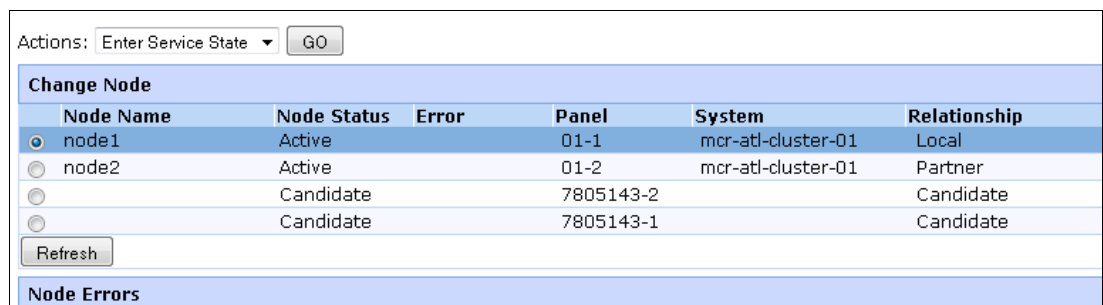 Actions: Enter Service State GO
Change Node
Node Name Node Status Error Panel System Relationship
node1 Active 01-1 mcr-atl-cluster-01 Local
node2 Active 01-2 mcr-atl-cluster-01 Partner
Candidate 7805143-2 Candidate
Candidate 7805143-1 Candidate
Refresh
Node Errors